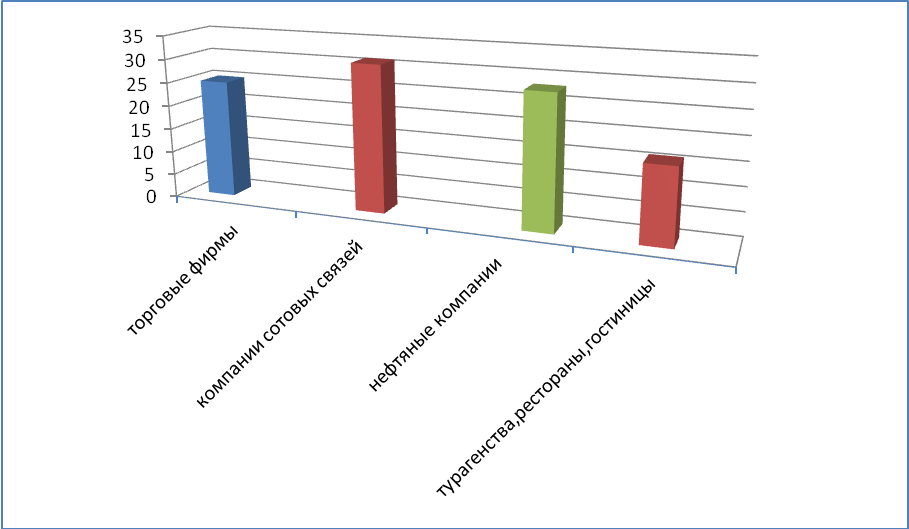 35
30
25
20
15
10
5
0
торговые фирмы
компании сотовых связей
нефтяные компании
турагенства,рестораны,гостиницы